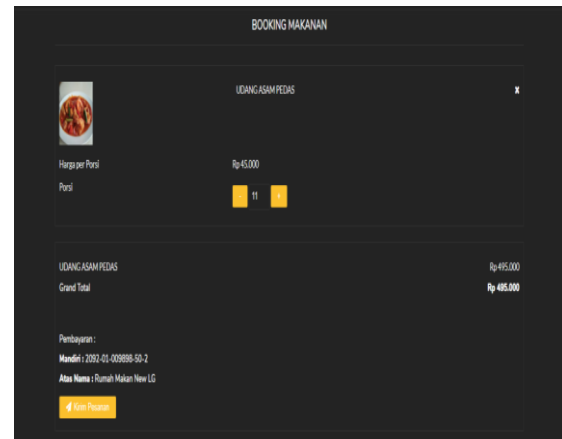 BOOKING MAKANAN
UDANG ASAM PEDAS x
Harga per Porsi Rp 45.000
Porsi - 11 +
UDANG ASAM PEDAS Rp 495.000
Grand Total Rp 495.000
Pembayaran :
Mandiri : 2092-01-009898-50-2
Atas Nama : Rumah Makan New LG
Kirim Pesanan